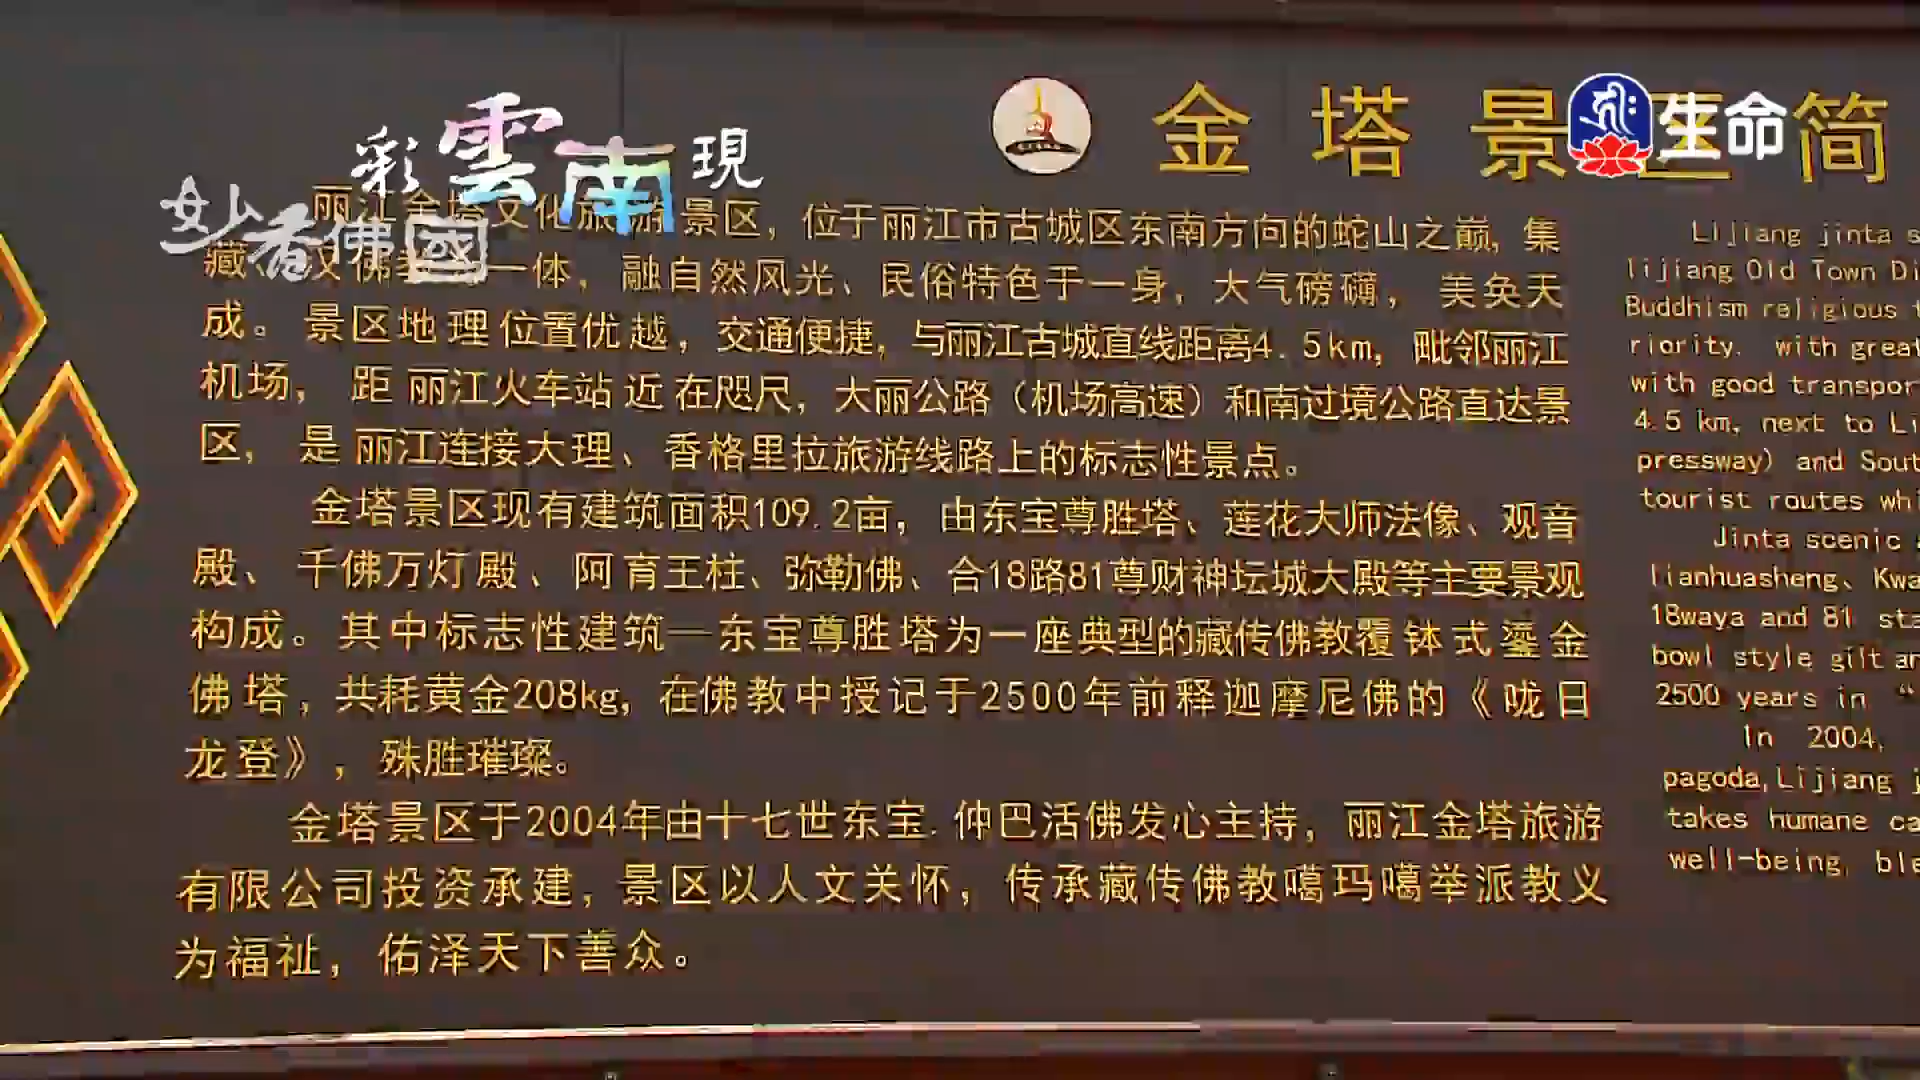 彩雲南現
妙香佛國
生命
金塔景区简
丽江金塔文化旅游景区，位于丽江市古城区东南方向的蛇山之巅，集
藏、汉佛教一体，融自然风光、民俗特色于一身，大气磅礴，美奂天
成。景区地理位置优越，交通便捷，与丽江古城直线距离4.5km，毗邻丽江
机场，距丽江火车站近在咫尺，大丽公路（机场高速）和南过境公路直达景
区，是丽江连接大理、香格里拉旅游线路上的标志性景点。
金塔景区现有建筑面积109.2亩，由东宝尊胜塔、莲花大师法像、观音
殿、千佛万灯殿、阿育王柱、弥勒佛、合18路81尊财神坛城大殿等主要景观
构成。其中标志性建筑—东宝尊胜塔为一座典型的藏传佛教覆钵式鎏金
佛塔，共耗黄金208kg，在佛教中授记于2500年前释迦摩尼佛的《咙日
龙登》，殊胜璀璨。
金塔景区于2004年由十七世东宝.仲巴活佛发心主持，丽江金塔旅游
有限公司投资承建，景区以人文关怀，传承藏传佛教噶玛噶举派教义
为福祉，佑泽天下善众。
Lijiang jinta s
lijiang Old Town Di
Buddhism religious t
riority. with great
with good transpor
4.5 km, next to Li
pressway) and Sout
tourist routes whi
Jinta scenic
lianhuasheng、Kwa
18waya and 81 sta
bowl style gilt an
2500 years in “
In 2004,
pagoda,Lijiang j
takes humane ca
well-being, ble